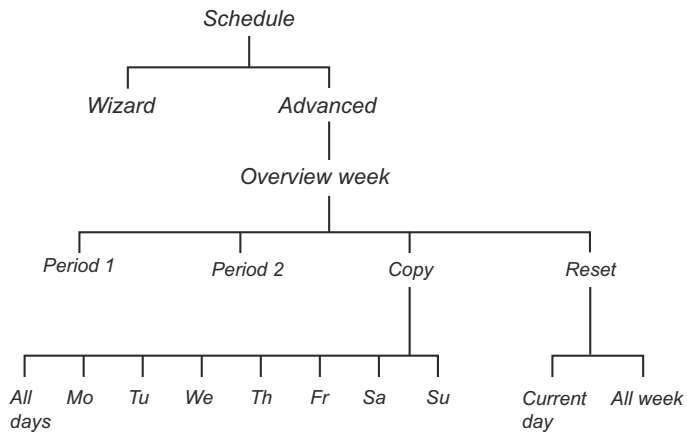 Schedule
Wizard
Advanced
Overview week
Period 1
Period 2
Copy
Reset
All
days
Mo
Tu
We
Th
Fr
Sa
Su
Current
day
All week